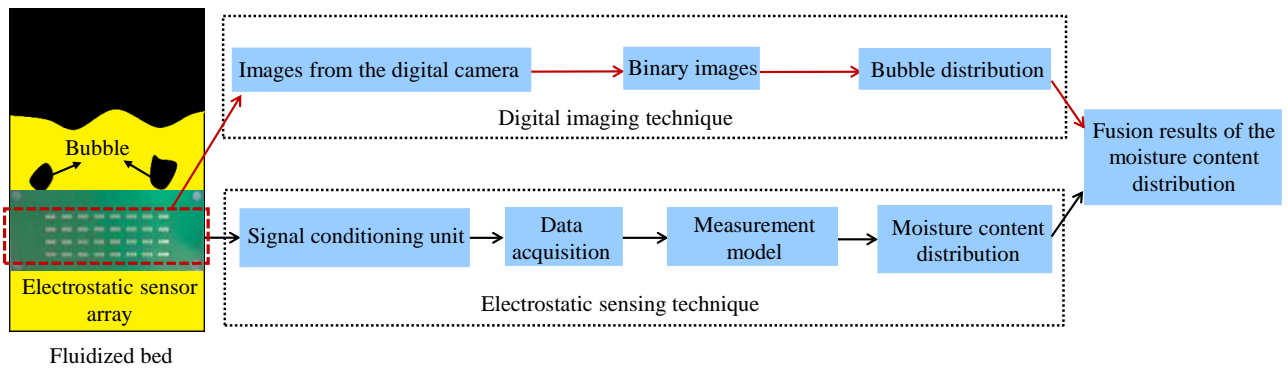 Bubble
Electrostatic sensor
array
Fluidized bed
Images from the digital camera
Binary images
Bubble distribution
Digital imaging technique
Signal conditioning unit
Data
acquisition
Measurement
model
Moisture content
distribution
Electrostatic sensing technique
Fusion results of the
moisture content
distribution